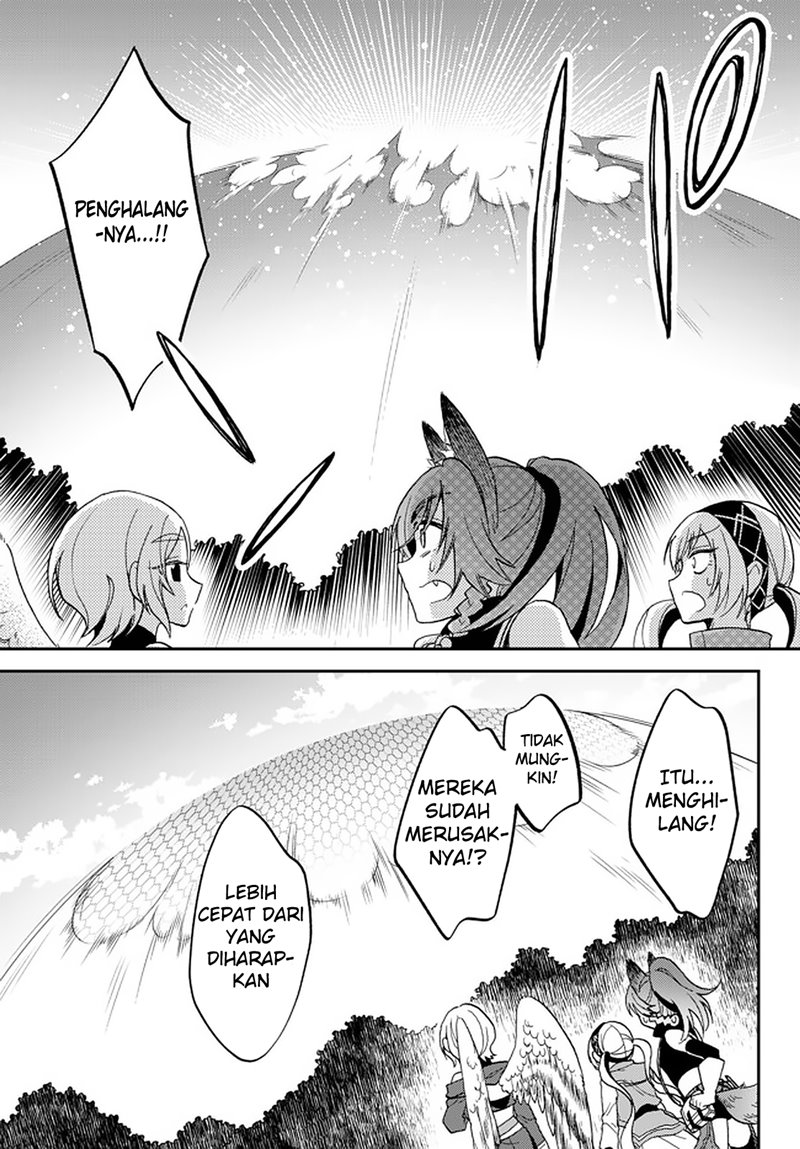 PENGHALANG
-NYA...!!
ITU...
MENGHI-
LANG!
TIDAK
MUNG-
KIN!
MEREKA
SUDAH
MERUSAK-
NYA!?
LEBIH
CEPAT DARI
YANG
DIHARAP-
KAN